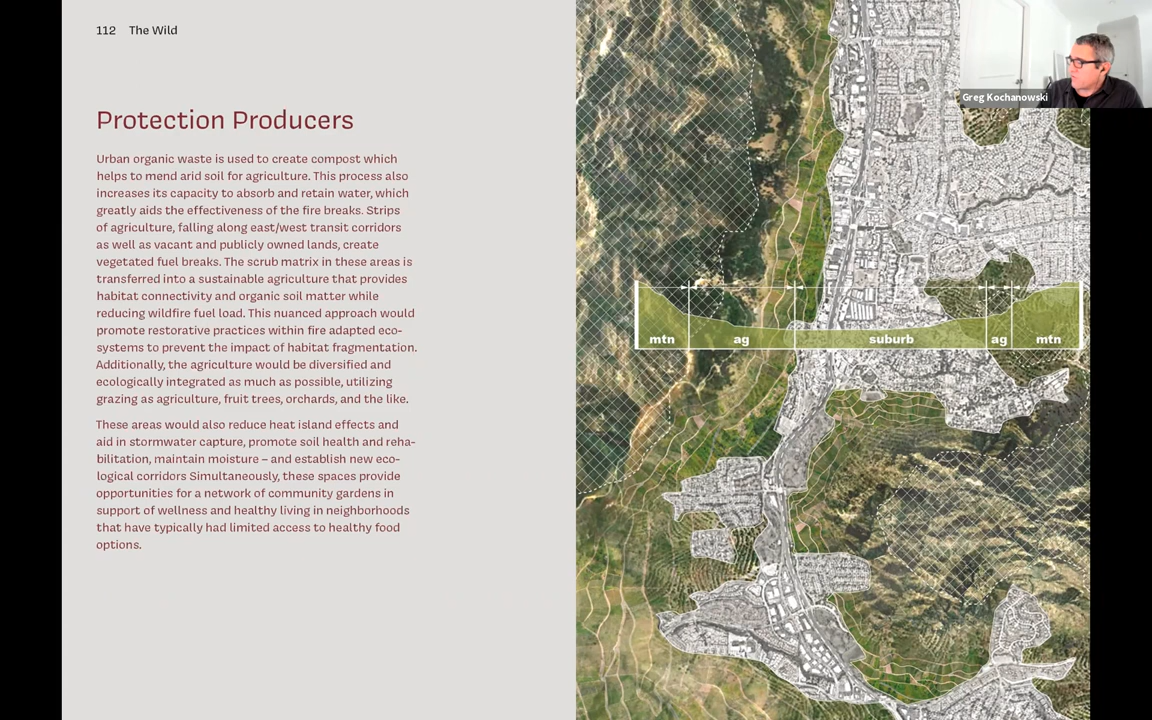 112 The Wild
Greg Kochanowski
Protection Producers
Urban organic waste is used to create compost which
helps to mend arid soil for agriculture. This process also
increases its capacity to absorb and retain water, which
greatly aids the effectiveness of the fire breaks. Strips
of agriculture, falling along east/west transit corridors
as well as vacant and publicly owned lands, create
vegetated fuel breaks. The scrub matrix in these areas is
transferred into a sustainable agriculture that provides
habitat connectivity and organic soil matter while
reducing wildfire fuel load. This nuanced approach would
promote restorative practices within fire adapted eco-
systems to prevent the impact of habitat fragmentation.
Additionally, the agriculture would be diversified and
ecologically integrated as much as possible, utilizing
grazing as agriculture, fruit trees, orchards, and the like.
These areas would also reduce heat island effects and
aid in stormwater capture, promote soil health and reha-
bilitation, maintain moisture – and establish new eco-
logical corridors Simultaneously, these spaces provide
opportunities for a network of community gardens in
support of wellness and healthy living in neighborhoods
that have typically had limited access to healthy food
options.
mtn ag suburb ag mtn